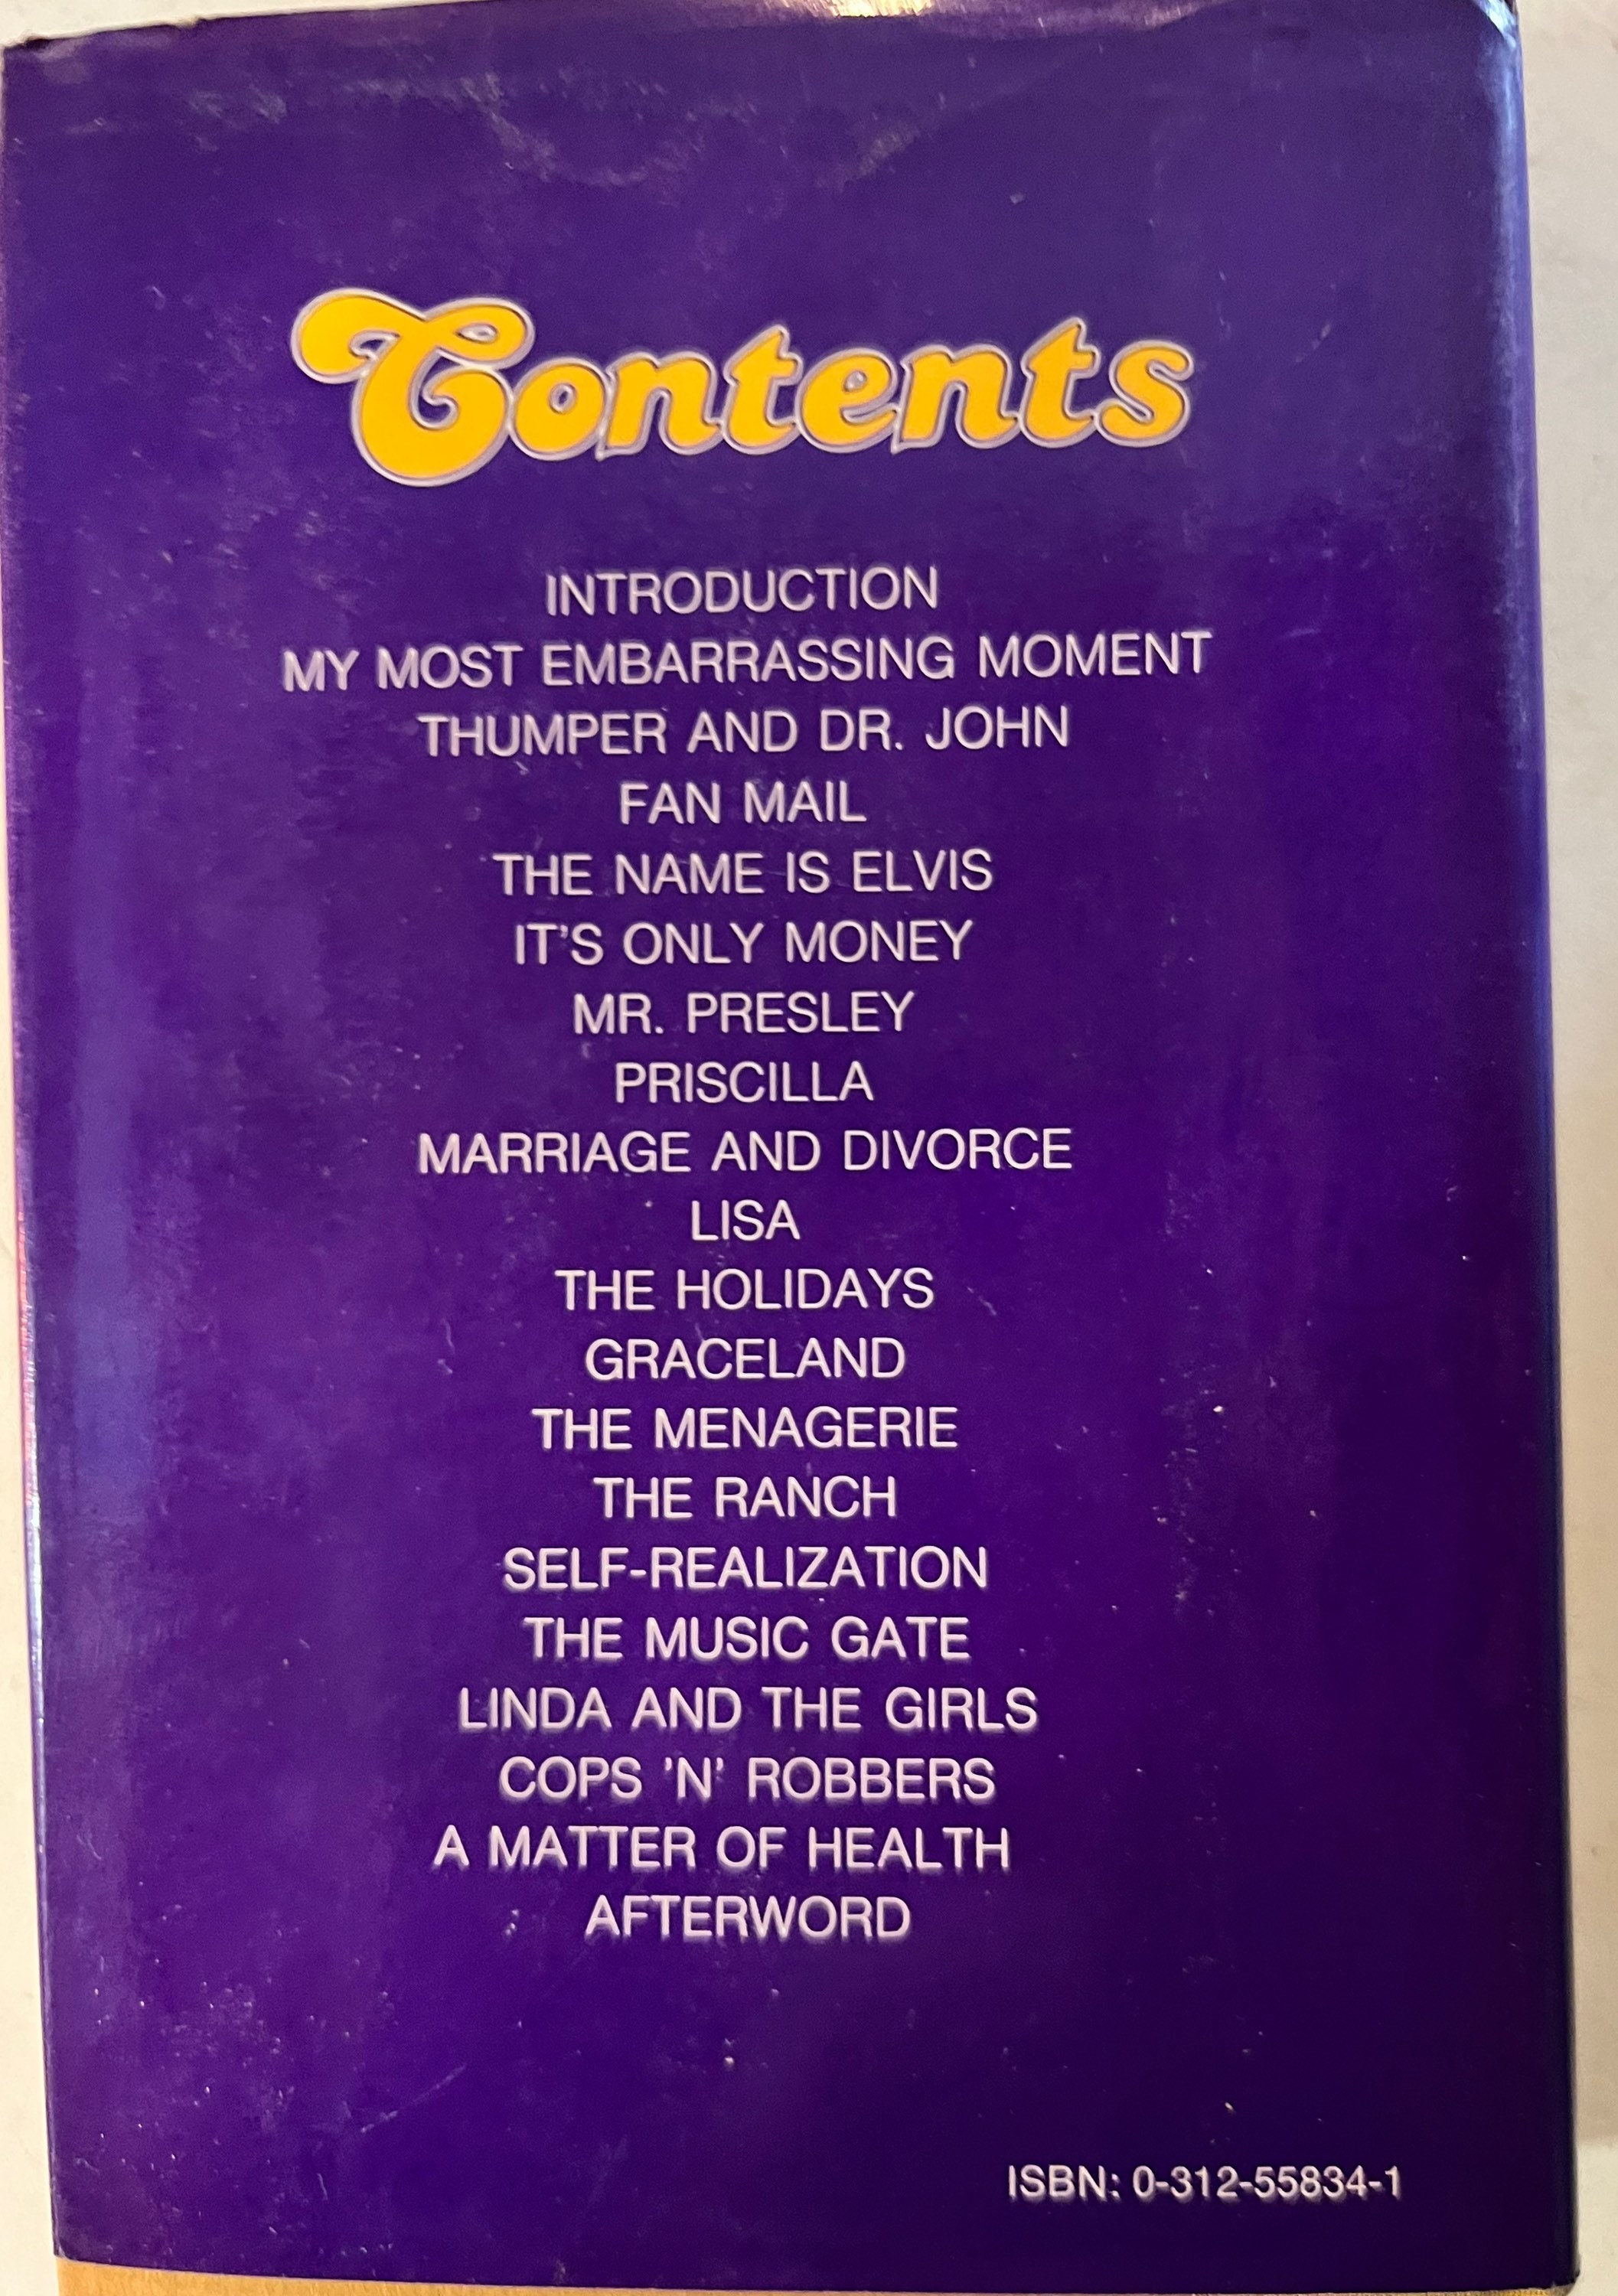 Contents
INTRODUCTION
MY MOST EMBARRASSING MOMENT
THUMPER AND DR. JOHN
FAN MAIL
THE NAME IS ELVIS
IT'S ONLY MONEY
MR. PRESLEY
PRISCILLA
MARRIAGE AND DIVORCE
LISA
THE HOLIDAYS
GRACELAND
THE MENAGERIE
THE RANCH
SELF-REALIZATION
THE MUSIC GATE
LINDA AND THE GIRLS
COPS 'N' ROBBERS
A MATTER OF HEALTH
AFTERWORD
ISBN: 0-312-55834-1